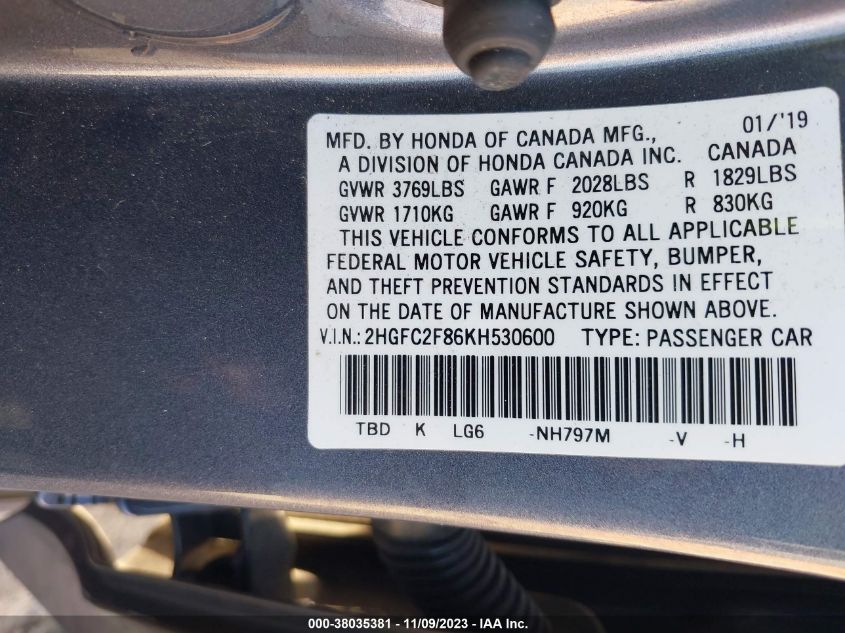 01/'19
MFD. BY HONDA OF CANADA MFG.,
A DIVISION OF HONDA CANADA INC. CANADA
GVWR 3769LBS GAWR F 2028LBS R 1829LBS
GVWR 1710KG GAWR F 920KG R 830KG
THIS VEHICLE CONFORMS TO ALL APPLICABLE
FEDERAL MOTOR VEHICLE SAFETY, BUMPER,
AND THEFT PREVENTION STANDARDS IN EFFECT
ON THE DATE OF MANUFACTURE SHOWN ABOVE.
V.I.N.: 2HGFC2F86KH530600 TYPE: PASSENGER CAR
TBD K LG6 -NH797M -V -H
000-38035381 - 11/09/2023 - IAA Inc.